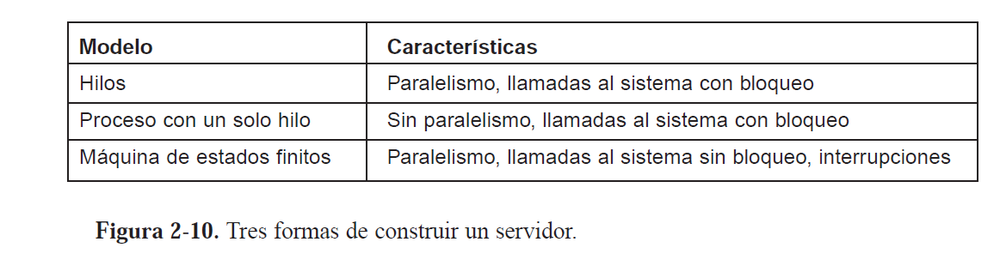 Modelo Características
Hilos Paralelismo, llamadas al sistema con bloqueo
Proceso con un solo hilo Sin paralelismo, llamadas al sistema con bloqueo
Máquina de estados finitos Paralelismo, llamadas al sistema sin bloqueo, interrupciones
Figura 2-10. Tres formas de construir un servidor.